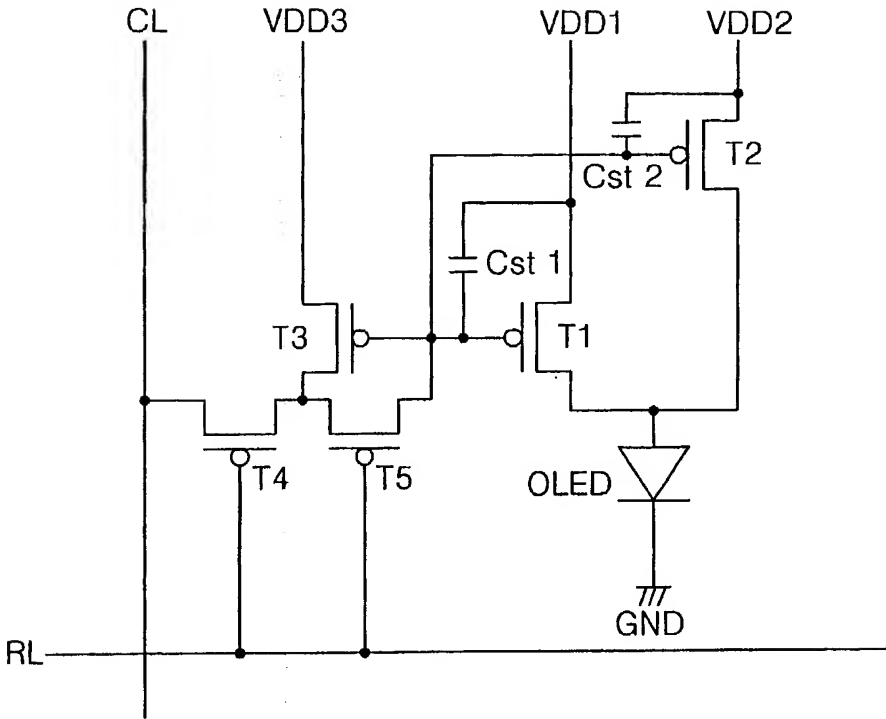 CL
VDD3
VDD1
VDD2
T2
Cst 2
Cst 1
T3
T1
T4
T5
OLED
GND
RL